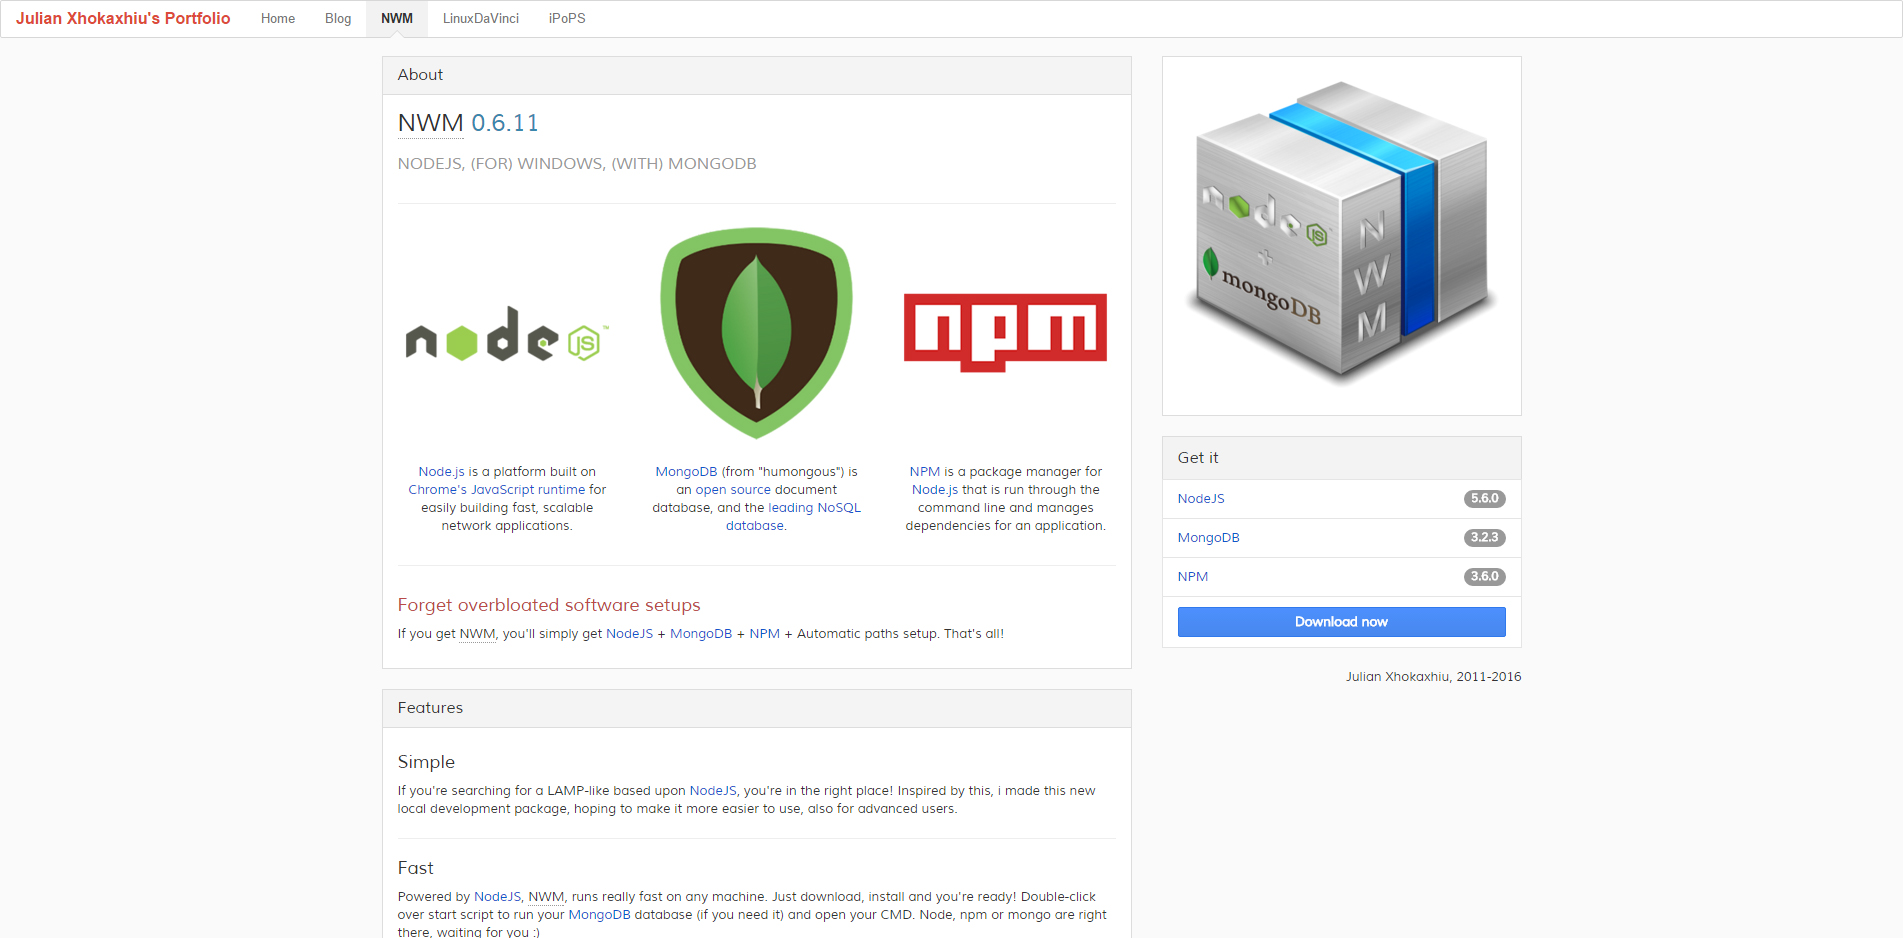 Julian Xhokaxhiu's Portfolio Home Blog NWM LinuxDaVinci iPoPS
About
NWM 0.6.11
NODEJS, (FOR) WINDOWS, (WITH) MONGODB
node JS ™
npm
Node.js is a platform built on
Chrome's JavaScript runtime for
easily building fast, scalable
network applications.
MongoDB (from "humongous") is
an open source document
database, and the leading NoSQL
database.
NPM is a package manager for
Node.js that is run through the
command line and manages
dependencies for an application.
Forget overbloated software setups
If you get NWM, you'll simply get NodeJS + MongoDB + NPM + Automatic paths setup. That's all!
Features
Simple
If you're searching for a LAMP-like based upon NodeJS, you're in the right place! Inspired by this, i made this new
local development package, hoping to make it more easier to use, also for advanced users.
Fast
Powered by NodeJS, NWM, runs really fast on any machine. Just download, install and you're ready! Double-click
over start script to run your MongoDB database (if you need it) and open your CMD. Node, npm or mongo are right
there, waiting for you :)
node JS
+
mongoDB
NWM
Get it
NodeJS 5.6.0
MongoDB 3.2.3
NPM 3.6.0
Download now
Julian Xhokaxhiu, 2011-2016